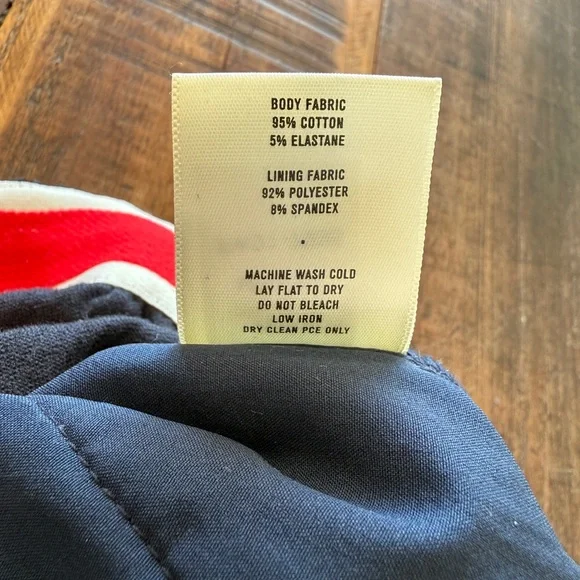 BODY FABRIC
95% COTTON
5% ELASTANE
LINING FABRIC
92% POLYESTER
8% SPANDEX
MACHINE WASH COLD
LAY FLAT TO DRY
DO NOT BLEACH
LOW IRON
DRY CLEAN PCE ONLY